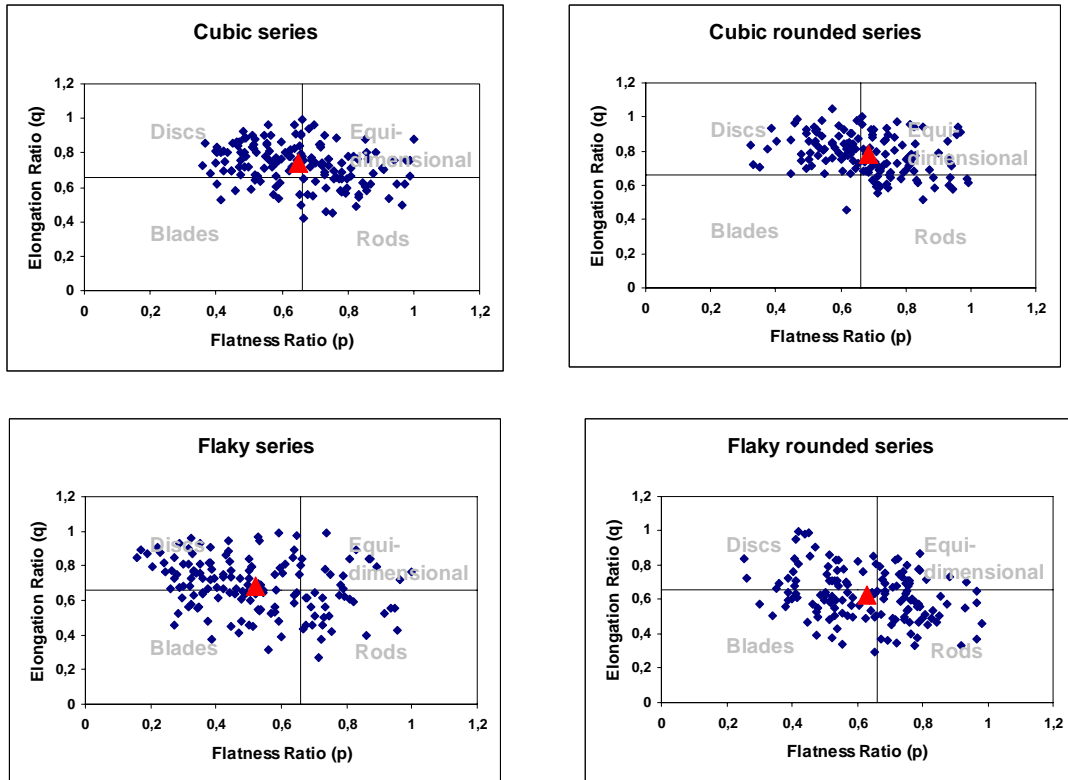 Cubic series
Elongation Ratio (q)
1,2
1
0,8
0,6
0,4
0,2
0
Discs
Equi-
dimensional
Blades
Rods
0 0,2 0,4 0,6 0,8 1 1,2
Flatness Ratio (p)
Cubic rounded series
Elongation Ratio (q)
1,2
1
0,8
0,6
0,4
0,2
0
Discs
Equi-
dimensional
Blades
Rods
0 0,2 0,4 0,6 0,8 1 1,2
Flatness Ratio (p)
Flaky series
Elongation Ratio (q)
1,2
1
0,8
0,6
0,4
0,2
0
Discs
Equi-
dimensional
Blades
Rods
0 0,2 0,4 0,6 0,8 1 1,2
Flatness Ratio (p)
Flaky rounded series
Elongation Ratio (q)
1,2
1
0,8
0,6
0,4
0,2
0
Discs
Equi-
dimensional
Blades
Rods
0 0,2 0,4 0,6 0,8 1 1,2
Flatness Ratio (p)